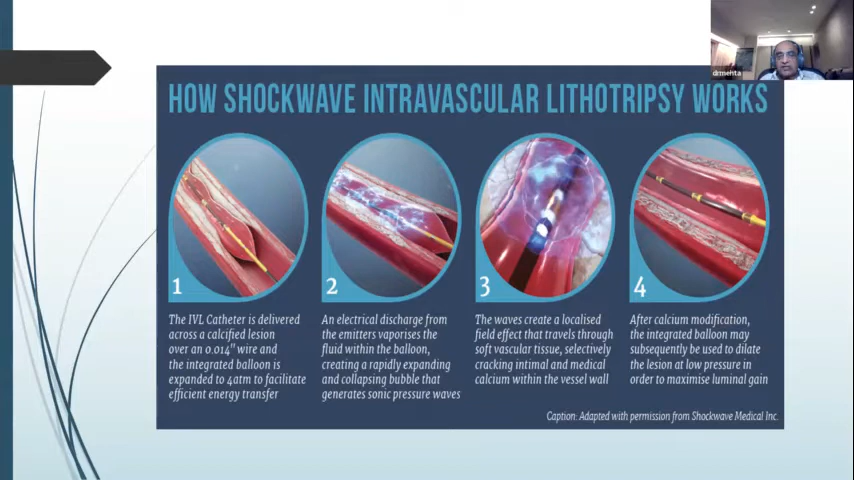 drmehta
HOW SHOCKWAVE INTRAVASCULAR LITHOTRIPSY WORKS
1
The IVL Catheter is delivered
across a calcified lesion
over an 0.014" wire and
the integrated balloon is
expanded to 4atm to facilitate
efficient energy transfer
2
An electrical discharge from
the emitters vaporises the
fluid within the balloon,
creating a rapidly expanding
and collapsing bubble that
generates sonic pressure waves
3
The waves create a localised
field effect that travels through
soft vascular tissue, selectively
cracking intimal and medical
calcium within the vessel wall
4
After calcium modification,
the integrated balloon may
subsequently be used to dilate
the lesion at low pressure in
order to maximise luminal gain
Caption: Adapted with permission from Shockwave Medical Inc.